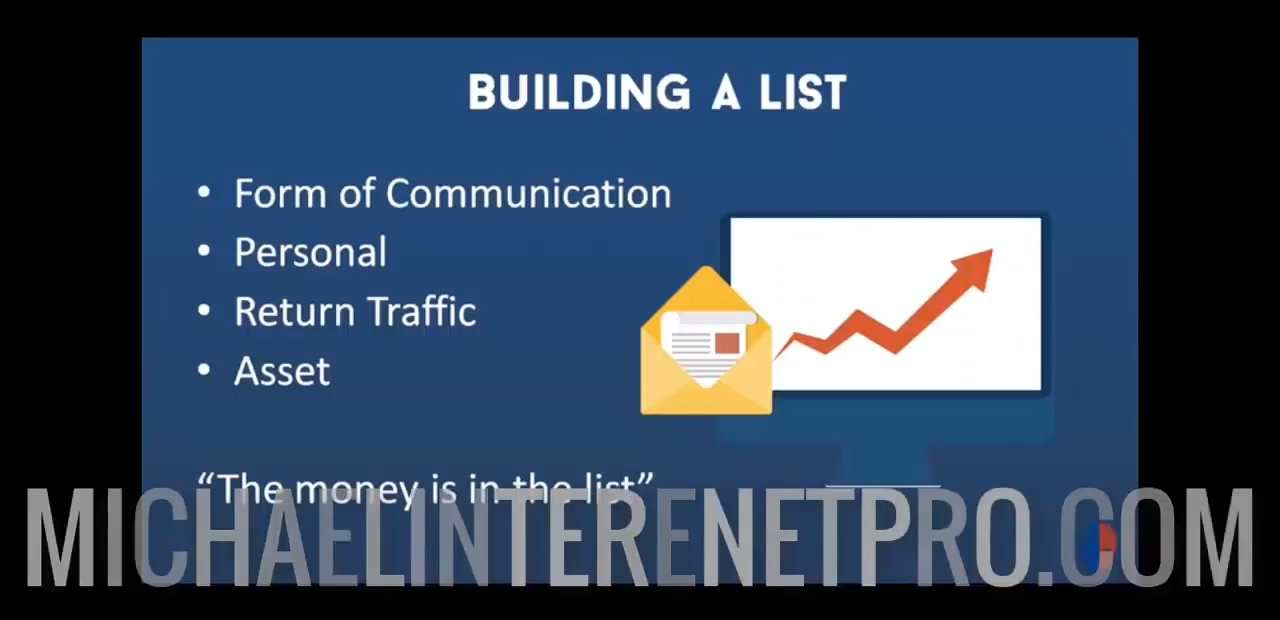 BUILDING A LIST
• Form of Communication
• Personal
• Return Traffic
• Asset
“The money is in the list”
MICHAELINTERENETPRO.COM